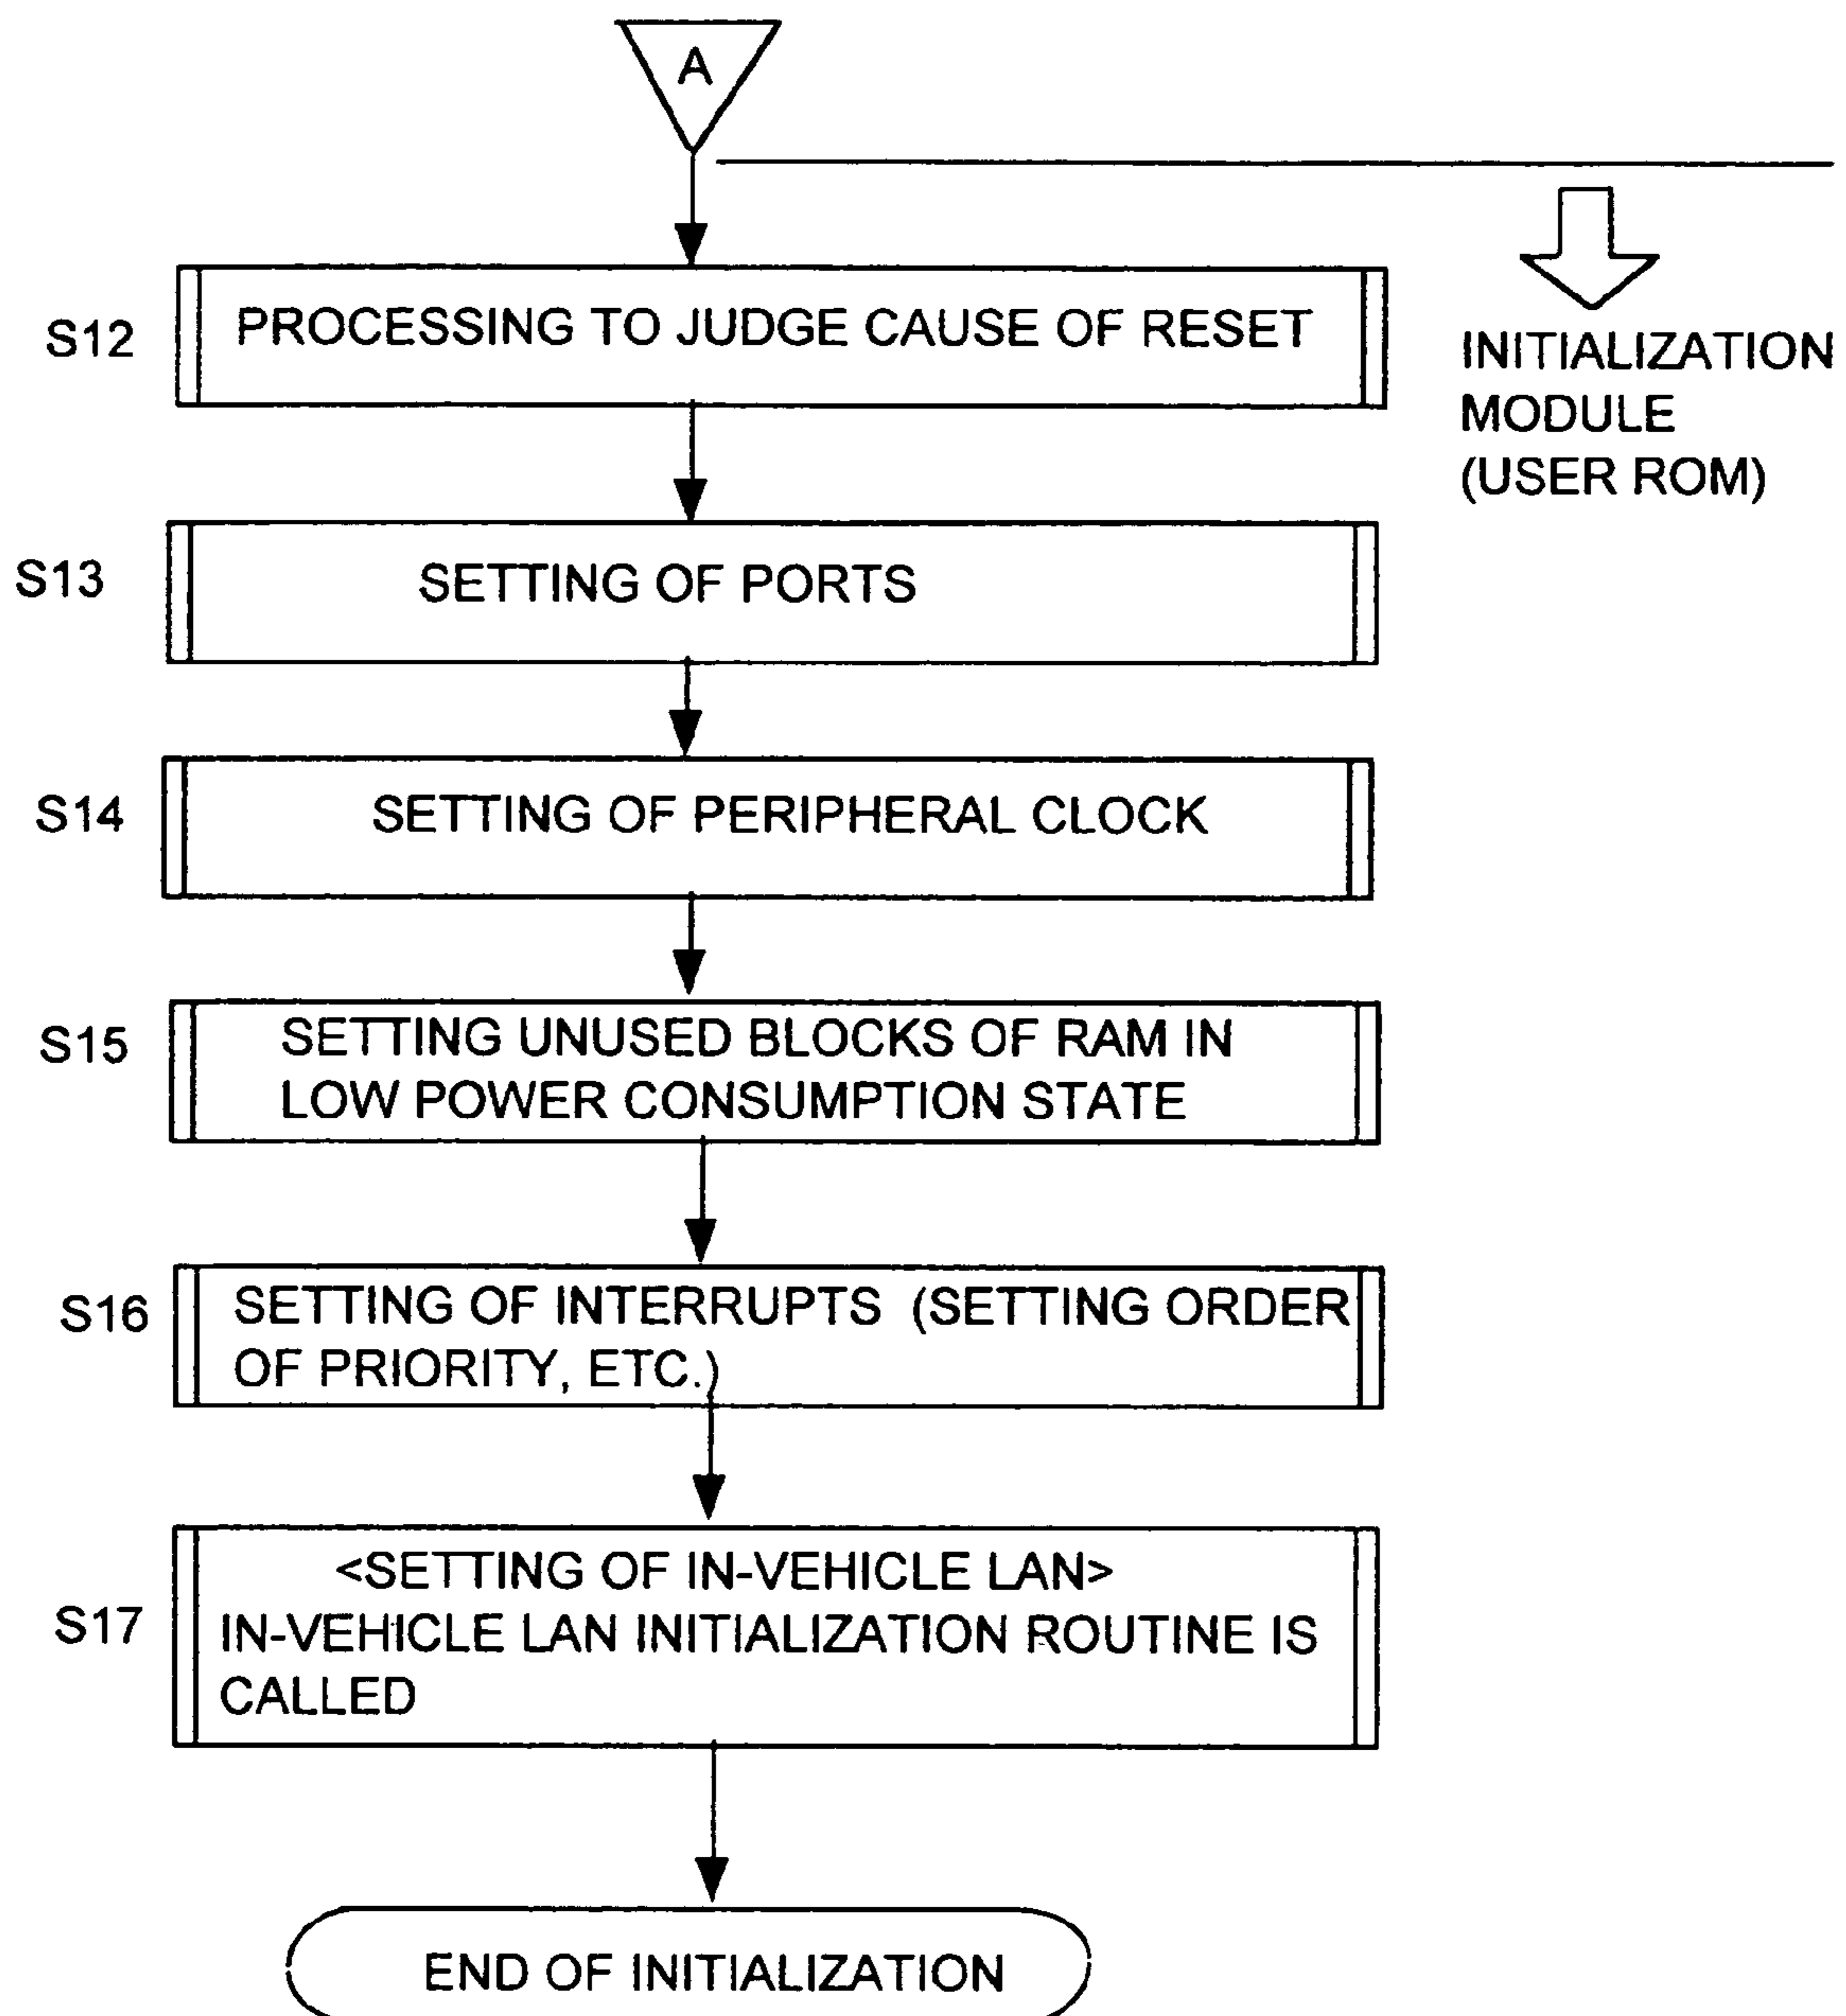 A
S12
PROCESSING TO JUDGE CAUSE OF RESET
INITIALIZATION
MODULE
(USER ROM)
S13
SETTING OF PORTS
S14
SETTING OF PERIPHERAL CLOCK
S15
SETTING UNUSED BLOCKS OF RAM IN
LOW POWER CONSUMPTION STATE
S16
SETTING OF INTERRUPTS (SETTING ORDER
OF PRIORITY, ETC.)
S17
<SETTING OF IN-VEHICLE LAN>
IN-VEHICLE LAN INITIALIZATION ROUTINE IS
CALLED
END OF INITIALIZATION